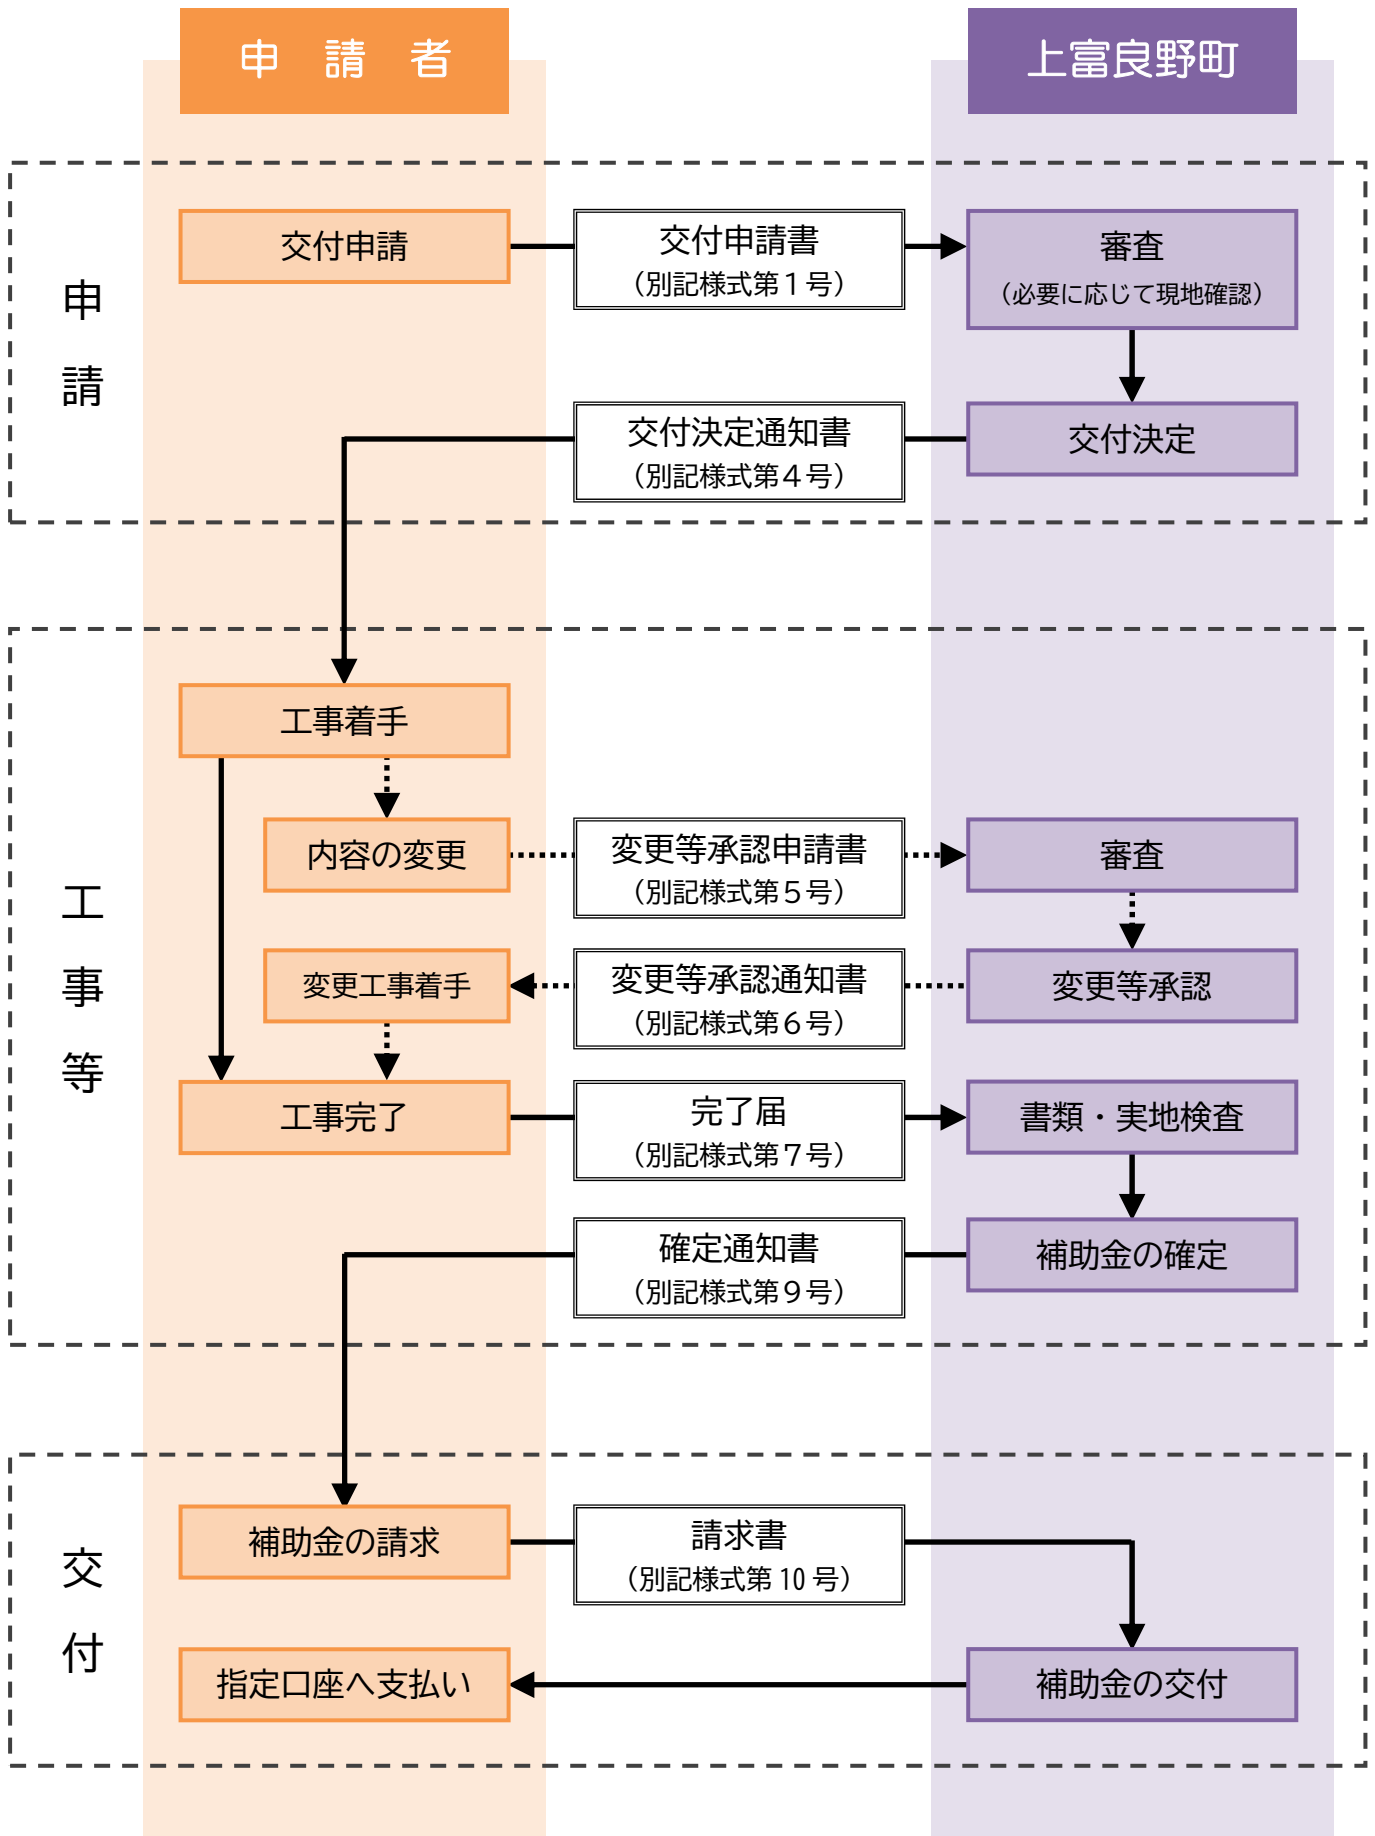 申　請　者
上富良野町
申
請
交付申請
交付申請書
（別記様式第１号）
審査
（必要に応じて現地確認）
交付決定通知書
（別記様式第４号）
交付決定
工
事
等
工事着手
内容の変更
変更等承認申請書
（別記様式第５号）
審査
変更工事着手
変更等承認通知書
（別記様式第６号）
変更等承認
工事完了
完了届
（別記様式第７号）
書類・実地検査
確定通知書
（別記様式第９号）
補助金の確定
交
付
補助金の請求
請求書
（別記様式第 10 号）
指定口座へ支払い
補助金の交付